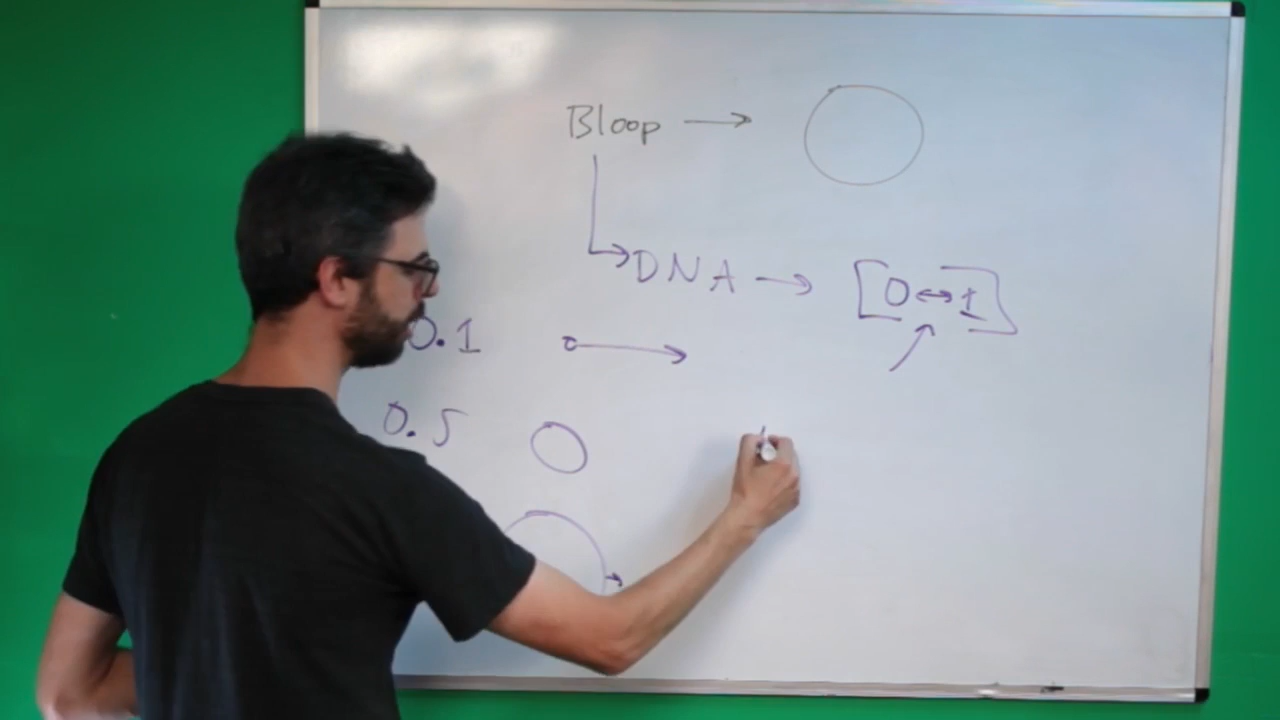 Bloop →
DNA → [0↔1]
0.1
0.5